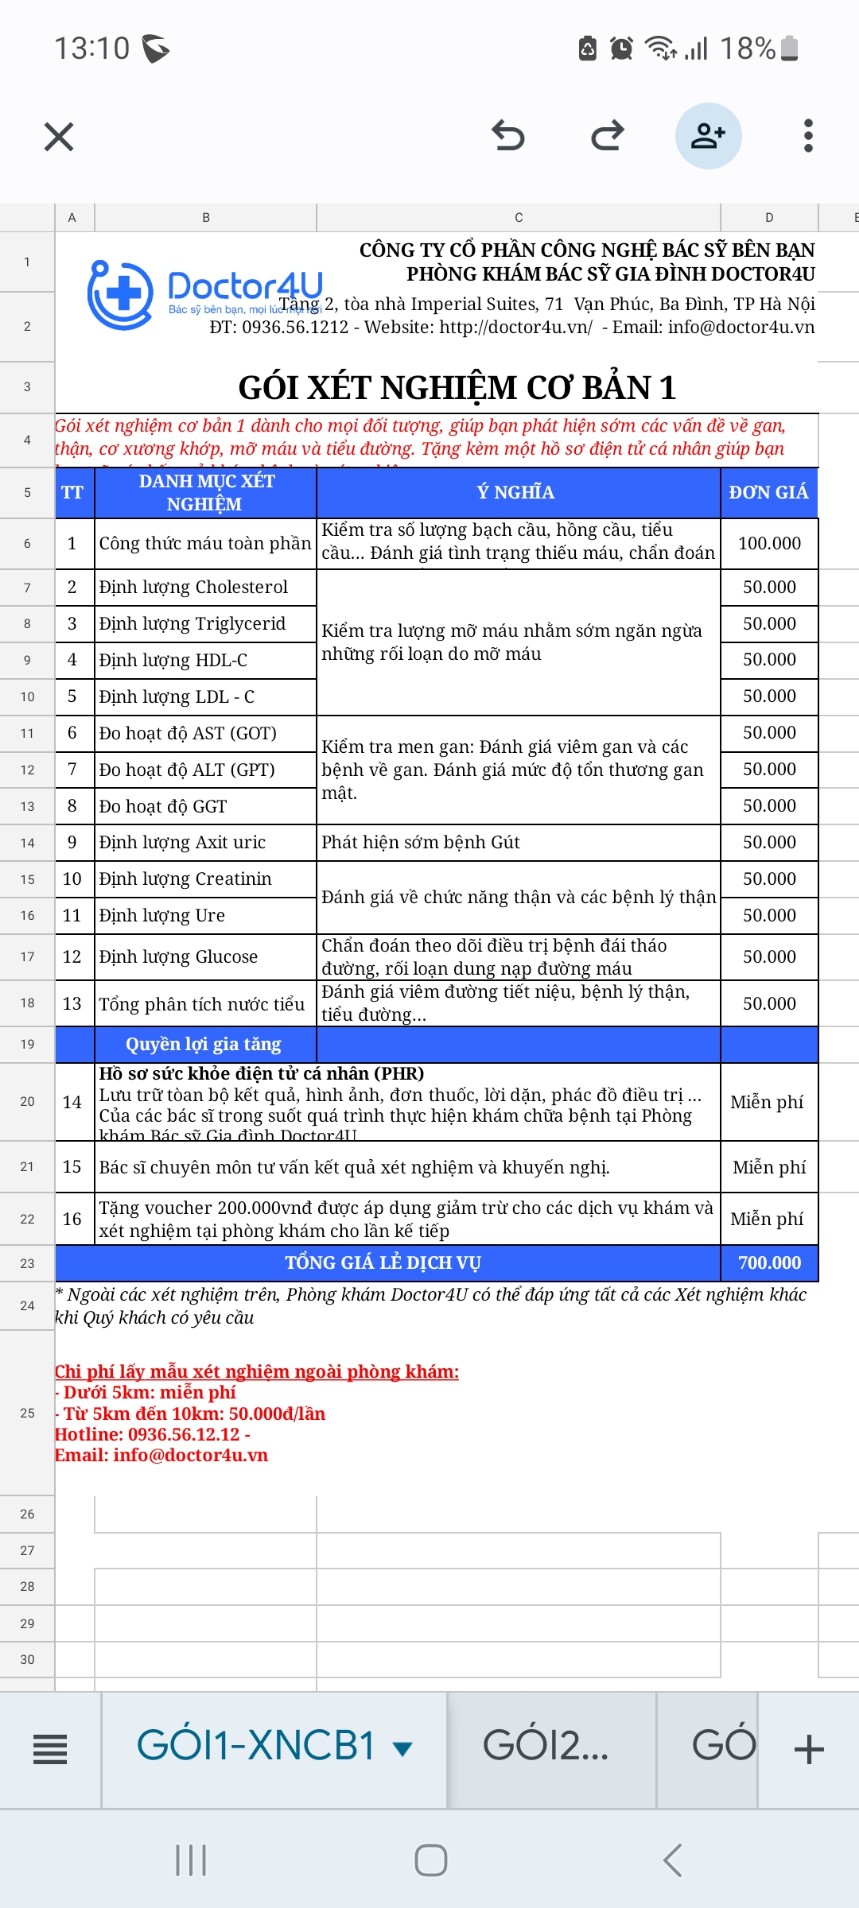 13:10
18%
A B C D E
1
CÔNG TY CỔ PHẦN CÔNG NGHỆ BÁC SỸ BÊN BẠN
PHÒNG KHÁM BÁC SỸ GIA ĐÌNH DOCTOR4U
Doctor4U
Bác sỹ bên bạn, mọi lúc mọi nơi
2
Tầng 2, tòa nhà Imperial Suites, 71 Vạn Phúc, Ba Đình, TP Hà Nội
ĐT: 0936.56.1212 - Website: http://doctor4u.vn/ - Email: info@doctor4u.vn
3 GÓI XÉT NGHIỆM CƠ BẢN 1
4
Gói xét nghiệm cơ bản 1 dành cho mọi đối tượng, giúp bạn phát hiện sớm các vấn đề về gan,
thận, cơ xương khớp, mỡ máu và tiểu đường. Tặng kèm một hồ sơ điện tử cá nhân giúp bạn
5 TT
DANH MỤC XÉT
NGHIỆM
Ý NGHĨA
ĐƠN GIÁ
6 1 Công thức máu toàn phần
Kiểm tra số lượng bạch cầu, hồng cầu, tiểu
cầu... Đánh giá tình trạng thiếu máu, chẩn đoán
100.000
7 2 Định lượng Cholesterol 50.000
8 3 Định lượng Triglycerid 50.000
Kiểm tra lượng mỡ máu nhằm sớm ngăn ngừa
những rối loạn do mỡ máu
9 4 Định lượng HDL-C 50.000
10 5 Định lượng LDL - C 50.000
11 6 Đo hoạt độ AST (GOT) 50.000
Kiểm tra men gan: Đánh giá viêm gan và các
bệnh về gan. Đánh giá mức độ tổn thương gan
mật.
12 7 Đo hoạt độ ALT (GPT) 50.000
13 8 Đo hoạt độ GGT 50.000
14 9 Định lượng Axit uric Phát hiện sớm bệnh Gút 50.000
15 10 Định lượng Creatinin 50.000
Đánh giá về chức năng thận và các bệnh lý thận
16 11 Định lượng Ure 50.000
17 12 Định lượng Glucose
Chẩn đoán theo dõi điều trị bệnh đái tháo
đường, rối loạn dung nạp đường máu
50.000
18 13 Tổng phân tích nước tiểu
Đánh giá viêm đường tiết niệu, bệnh lý thận,
tiểu đường...
50.000
19 Quyền lợi gia tăng
20 14
Hồ sơ sức khỏe điện tử cá nhân (PHR)
Lưu trữ tòan bộ kết quả, hình ảnh, đơn thuốc, lời dặn, phác đồ điều trị ...
Của các bác sĩ trong suốt quá trình thực hiện khám chữa bệnh tại Phòng
khám Bác sỹ Gia đình Doctor4U
Miễn phí
21 15 Bác sĩ chuyên môn tư vấn kết quả xét nghiệm và khuyến nghị. Miễn phí
22 16
Tặng voucher 200.000vnđ được áp dụng giảm trừ cho các dịch vụ khám và
xét nghiệm tại phòng khám cho lần kế tiếp
Miễn phí
23 TỔNG GIÁ LẺ DỊCH VỤ 700.000
24
* Ngoài các xét nghiệm trên, Phòng khám Doctor4U có thể đáp ứng tất cả các Xét nghiệm khác
khi Quý khách có yêu cầu
25
Chi phí lấy mẫu xét nghiệm ngoài phòng khám:
- Dưới 5km: miễn phí
- Từ 5km đến 10km: 50.000đ/lần
Hotline: 0936.56.12.12 -
Email: info@doctor4u.vn
26
27
28
29
30
GÓI1-XNCB1 GÓI2... GÓ